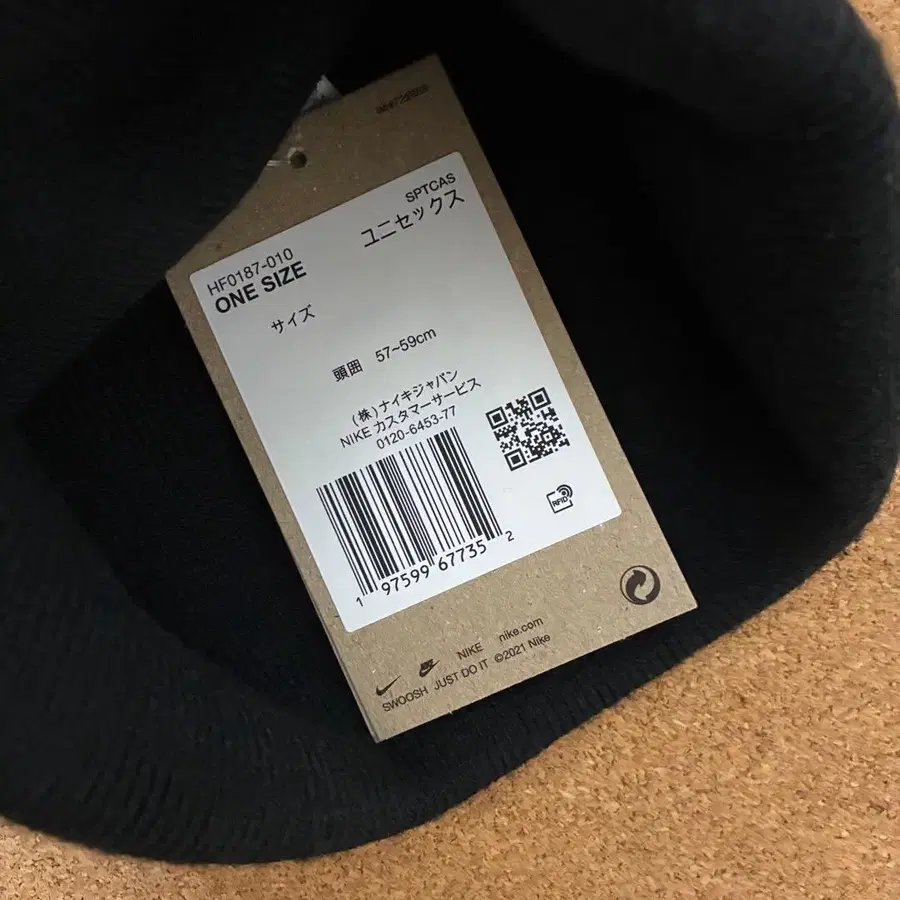 SPTCAS
HF0187-010
ユニセックス
ONE SIZE
サイズ
頭囲 57~59cm
(株)ナイキジャパン
NIKE カスタマーサービス
0120-6453-77
RFID
1 97599 67735 2
NIKE nike.com
SWOOSH JUST DO IT ©2021 Nike